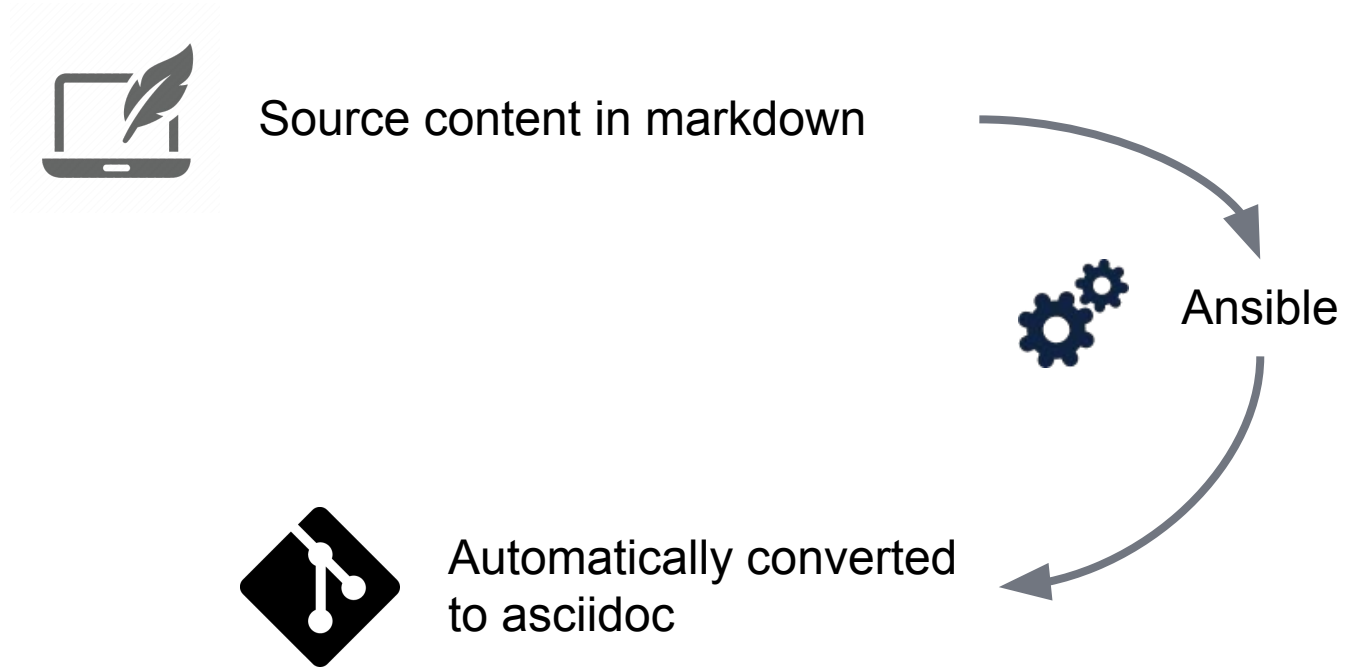 Source content in markdown
Ansible
Automatically converted
to asciidoc